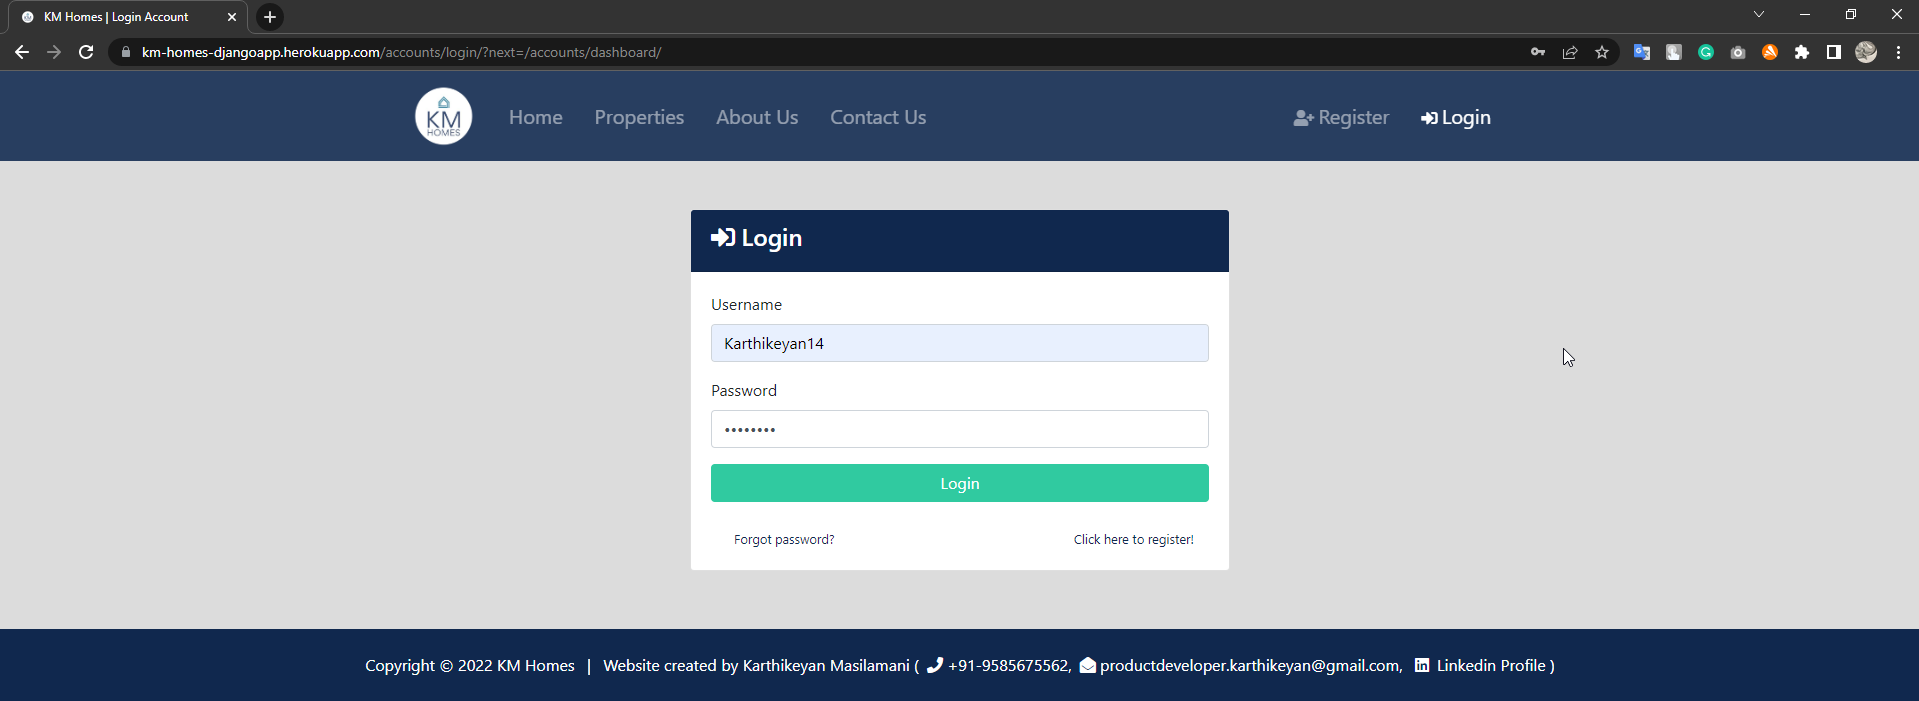 KM Homes | Login Account
km-homes-djangoapp.herokuapp.com/accounts/login/?next=/accounts/dashboard/
KM
HOMES
Home Properties About Us Contact Us Register Login
Login
Username
Karthikeyan14
Password
••••••••
Login
Forgot password? Click here to register!
Copyright © 2022 KM Homes | Website created by Karthikeyan Masilamani ( +91-9585675562, productdeveloper.karthikeyan@gmail.com, Linkedin Profile )